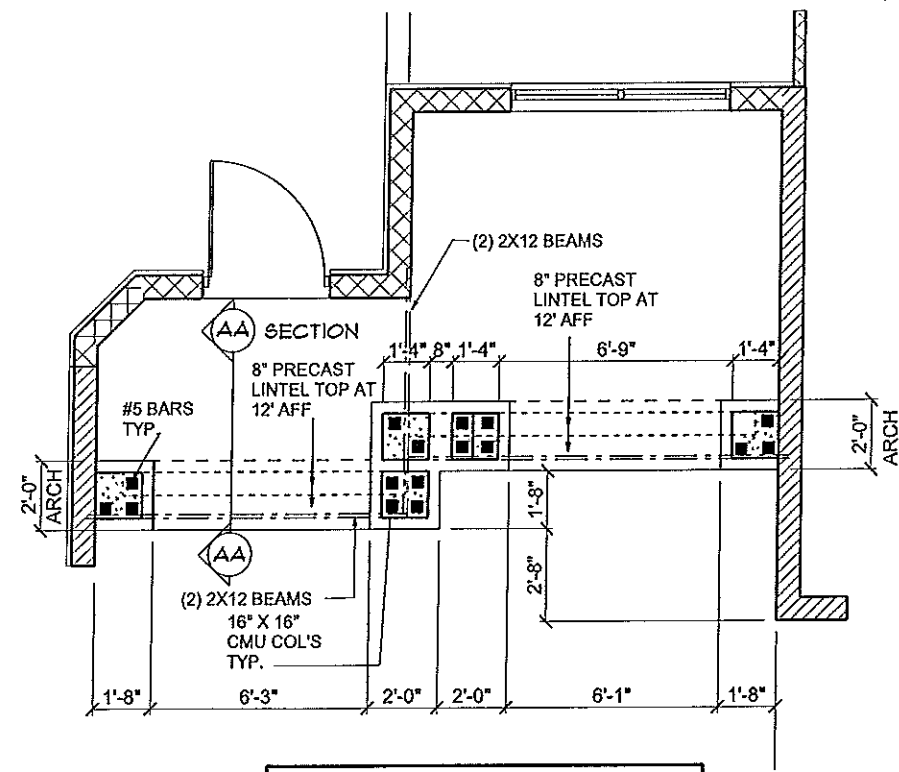 (2) 2X12 BEAMS
8" PRECAST
LINTEL TOP AT
12' AFF
AA SECTION
1'-4" 8" 1'-4" 6'-9" 1'-4"
8" PRECAST
LINTEL TOP AT
12' AFF
#5 BARS
TYP.
2'-0"
ARCH
2'-0"
ARCH
1'-8"
2'-8"
AA
(2) 2X12 BEAMS
16" X 16"
CMU COL'S
TYP.
1'-8" 6'-3" 2'-0" 2'-0" 6'-1" 1'-8"